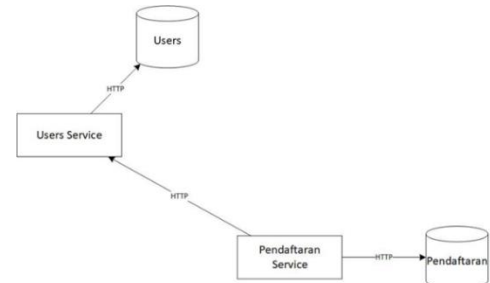 Users
HTTP
Users Service
HTTP
Pendaftaran
Service
HTTP
Pendaftaran